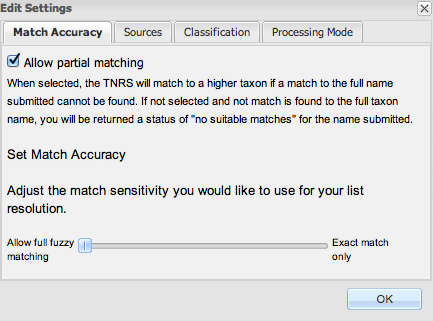 Edit Settings
Match Accuracy Sources Classification Processing Mode
Allow partial matching
When selected, the TNRS will match to a higher taxon if a match to the full name
submitted cannot be found. If not selected and not match is found to the full taxon
name, you will be returned a status of "no suitable matches" for the name submitted.
Set Match Accuracy
Adjust the match sensitivity you would like to use for your list
resolution.
Allow full fuzzy
matching
Exact match
only
OK